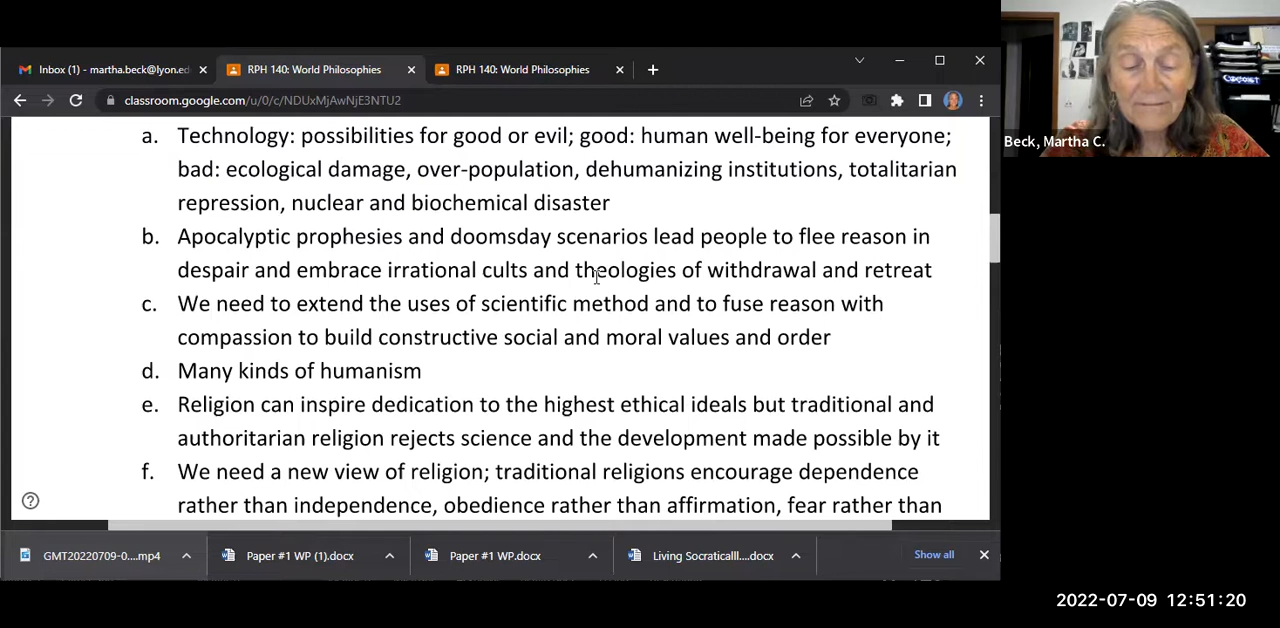 Inbox (1) - martha.beck@lyon.ed
RPH 140: World Philosophies
RPH 140: World Philosophies
classroom.google.com/u/0/c/NDUxMjAwNjE3NTU2
Beck, Martha C.
a. Technology: possibilities for good or evil; good: human well-being for everyone;
bad: ecological damage, over-population, dehumanizing institutions, totalitarian
repression, nuclear and biochemical disaster
b. Apocalyptic prophesies and doomsday scenarios lead people to flee reason in
despair and embrace irrational cults and theologies of withdrawal and retreat
c. We need to extend the uses of scientific method and to fuse reason with
compassion to build constructive social and moral values and order
d. Many kinds of humanism
e. Religion can inspire dedication to the highest ethical ideals but traditional and
authoritarian religion rejects science and the development made possible by it
f. We need a new view of religion; traditional religions encourage dependence
rather than independence, obedience rather than affirmation, fear rather than
GMT20220709-0....mp4
Paper #1 WP (1).docx
Paper #1 WP.docx
Living Socraticalll....docx
Show all
2022-07-09 12:51:20